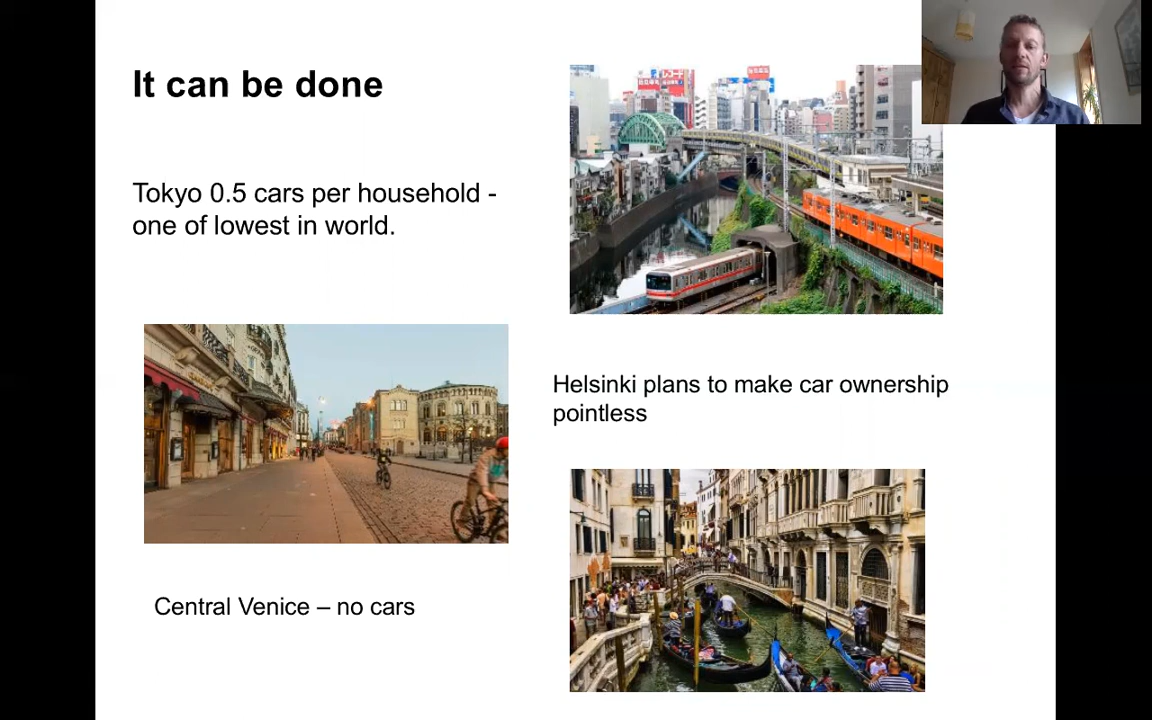 It can be done
Tokyo 0.5 cars per household -
one of lowest in world.
Helsinki plans to make car ownership
pointless
Central Venice – no cars